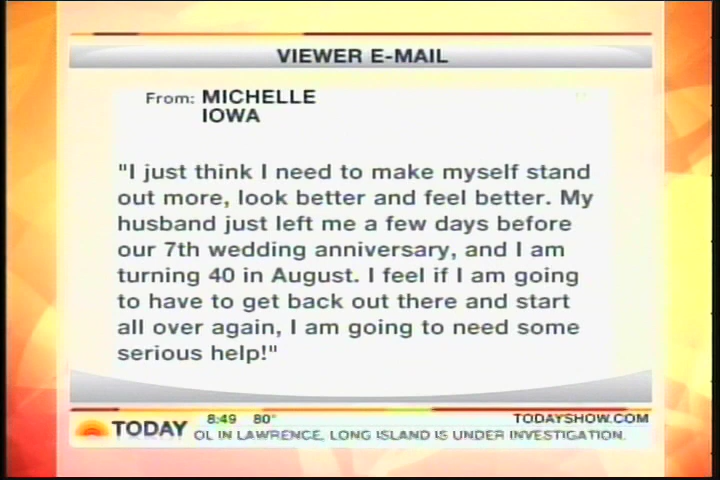 VIEWER E-MAIL
From: MICHELLE
IOWA
"I just think I need to make myself stand
out more, look better and feel better. My
husband just left me a few days before
our 7th wedding anniversary, and I am
turning 40 in August. I feel if I am going
to have to get back out there and start
all over again, I am going to need some
serious help!"
8:49 80° TODAYSHOW.COM
TODAY OL IN LAWRENCE, LONG ISLAND IS UNDER INVESTIGATION.